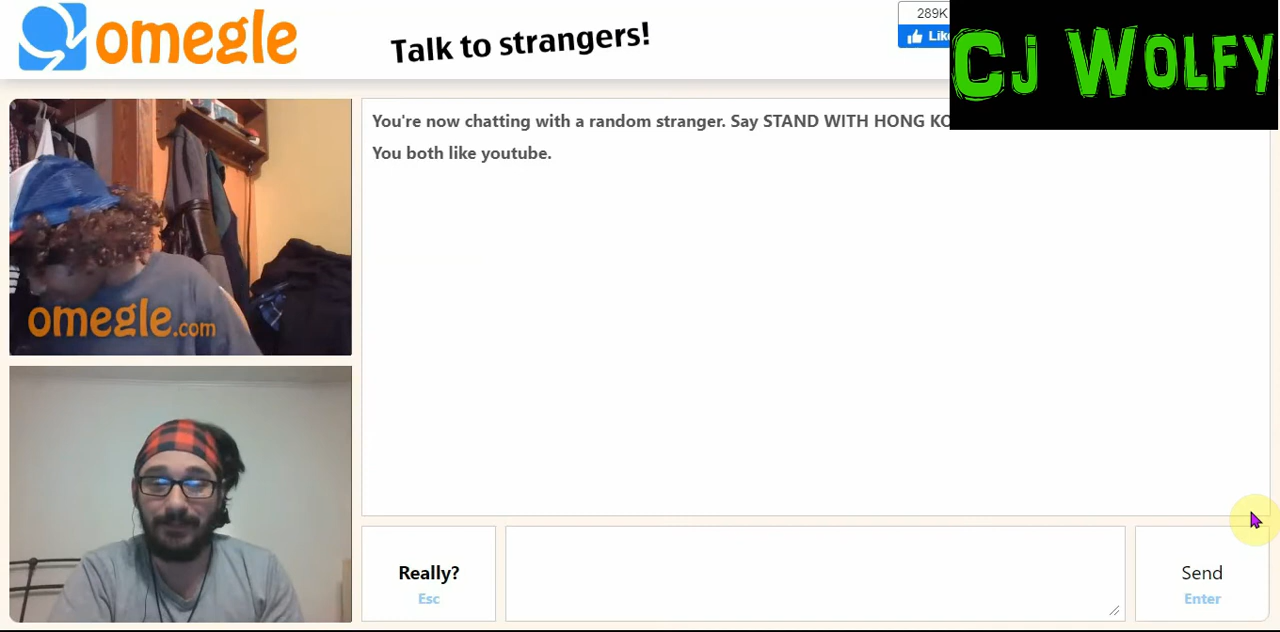 omegle
Talk to strangers!
289K
Lik
CJ WOLFY
You're now chatting with a random stranger. Say STAND WITH HONG KO
You both like youtube.
omegle.com
Really?
Esc
Send
Enter